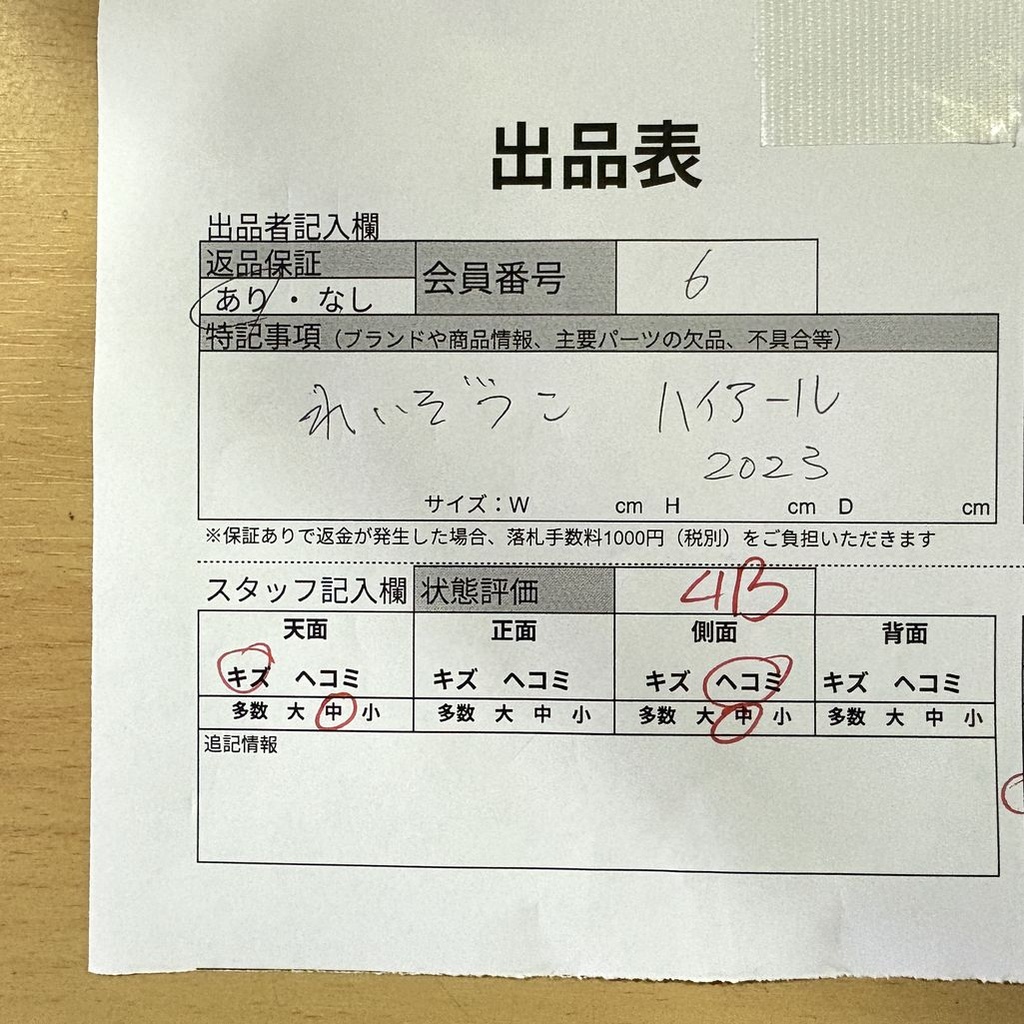 出品表
出品者記入欄
返品保証
あり ・ なし
会員番号
6
特記事項（ブランドや商品情報、主要パーツの欠品、不具合等）
れいぞうこ ハイアール
2023
サイズ：W cm H cm D cm
※保証ありで返金が発生した場合、落札手数料1000円（税別）をご負担いただきます
スタッフ記入欄 状態評価 4B
天面 正面 側面 背面
キズ ヘコミ キズ ヘコミ キズ ヘコミ キズ ヘコミ
多数 大 中 小 多数 大 中 小 多数 大 中 小 多数 大 中 小
追記情報